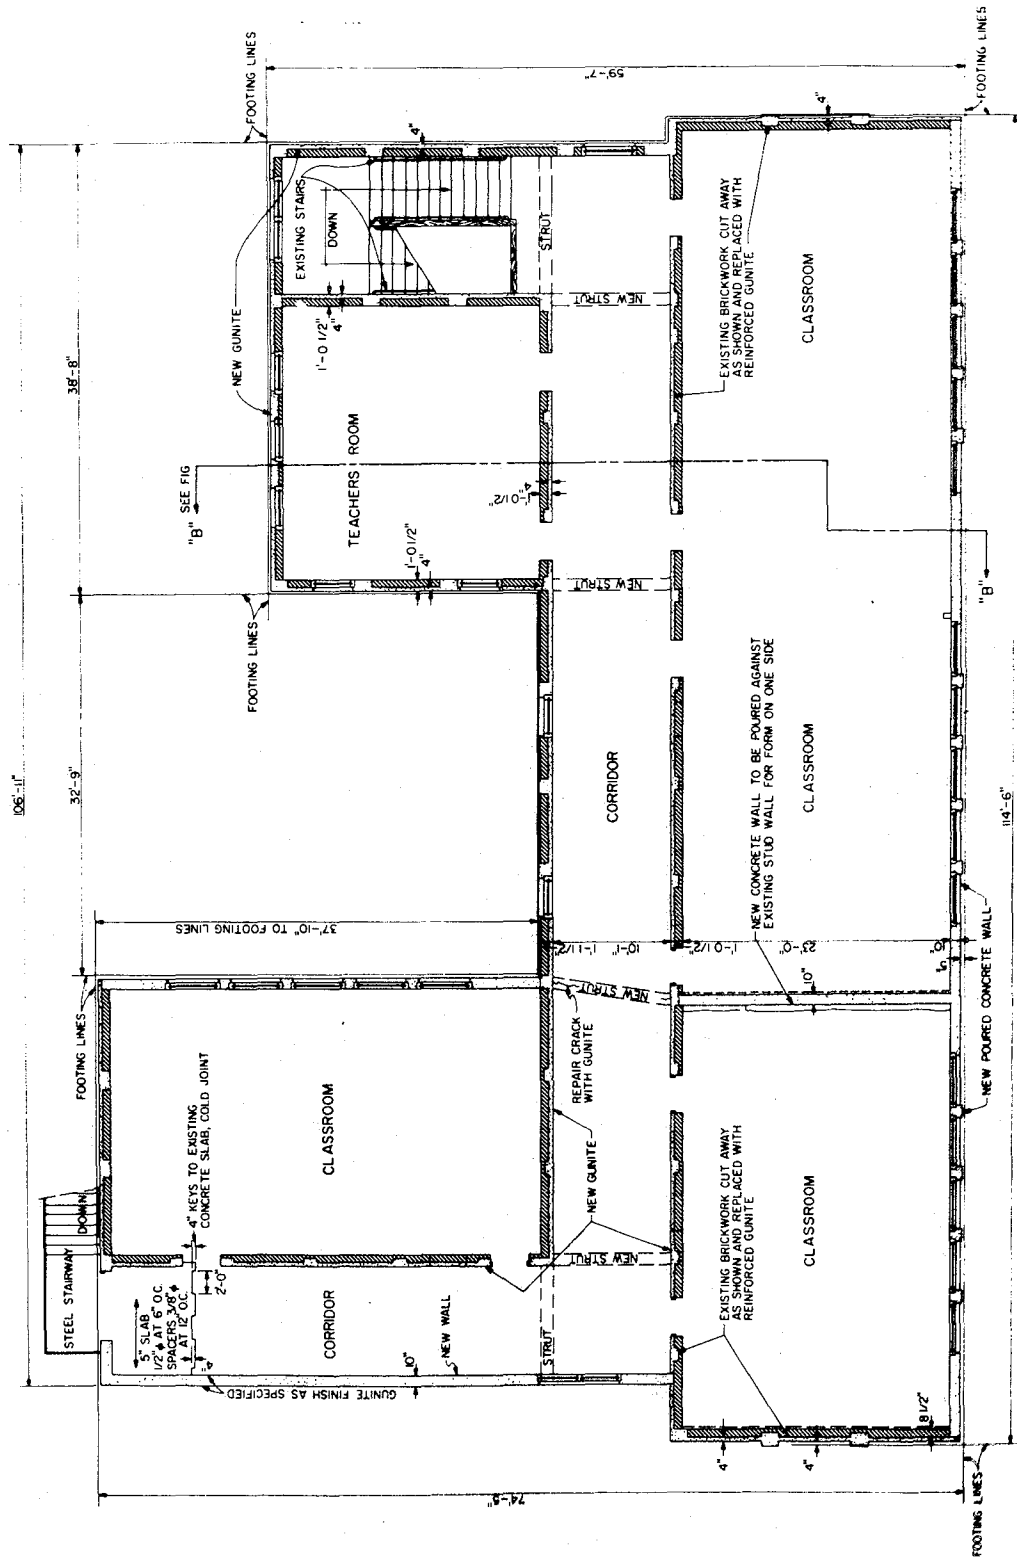 FOOTING LINES
FOOTING LINES
59'-7"
106'-11"
38'-8"
32'-9"
4"
EXISTING STAIRS
DOWN
NEW GUNITE
1'-0 1/2"
4"
STRUT
NEW STRUT
4"
EXISTING BRICKWORK CUT AWAY
AS SHOWN AND REPLACED WITH
REINFORCED GUNITE
CLASSROOM
TEACHERS ROOM
SEE FIG
"B"
1'-0 1/2"
4"
1'-0 1/2"
4"
NEW STRUT
"B"
FOOTING LINES
CORRIDOR
CLASSROOM
NEW CONCRETE WALL TO BE POURED AGAINST
EXISTING STUD WALL FOR FORM ON ONE SIDE
114'-6"
37'-10" TO FOOTING LINES
1'-1 1/2"
10'-1"
1'-0 1/2"
23'-0"
10"
5"
NEW STRUT
10"
NEW POURED CONCRETE WALL
FOOTING LINES
REPAIR CRACK
WITH GUNITE
CLASSROOM
4" KEYS TO EXISTING
CONCRETE SLAB, COLD JOINT
NEW GUNITE
STEEL STAIRWAY
DOWN
2'-0"
NEW STRUT
CLASSROOM
EXISTING BRICKWORK CUT AWAY
AS SHOWN AND REPLACED WITH
REINFORCED GUNITE
5" SLAB
1/2" ϕ AT 6" O.C.
SPACERS 3/8" ϕ
AT 12" O.C.
4"
CORRIDOR
NEW WALL
STRUT
GUNITE FINISH AS SPECIFIED
10"
8 1/2"
4"
4"
74'-5"
FOOTING LINES